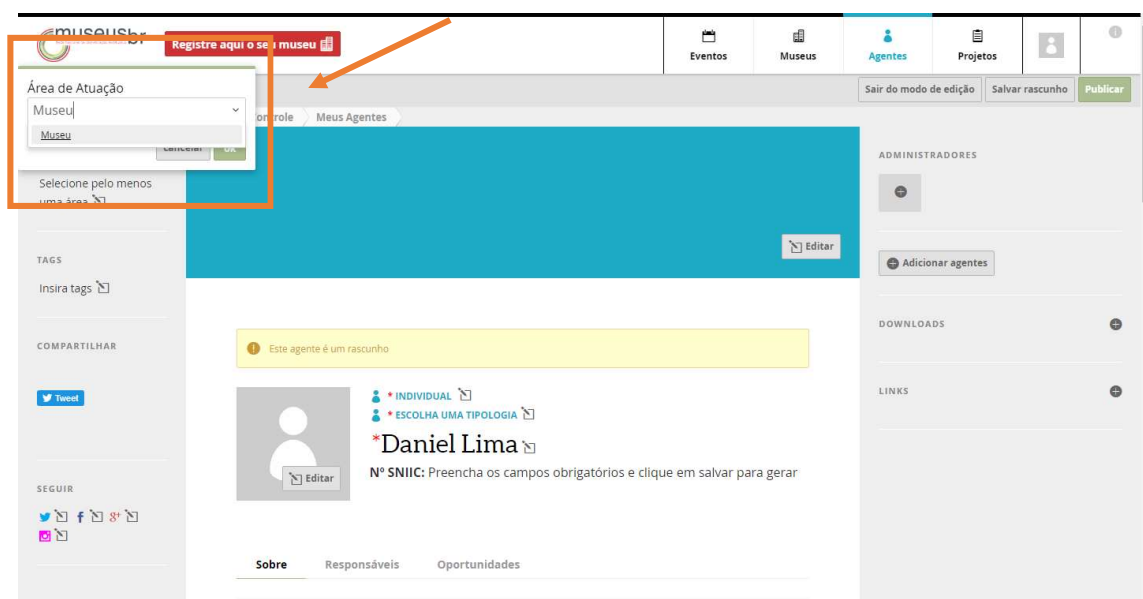 museusbr
Registre aqui o seu museu
Eventos
Museus
Agentes
Projetos
Área de Atuação
Museu
Museu
cancelar
ok
Sair do modo de edição
Salvar rascunho
Publicar
Meus Agentes
Selecione pelo menos
uma área
ADMINISTRADORES
Editar
TAGS
Insira tags
Adicionar agentes
COMPARTILHAR
Este agente é um rascunho
DOWNLOADS
Tweet
* INDIVIDUAL
* ESCOLHA UMA TIPOLOGIA
*Daniel Lima
Nº SNIIC: Preencha os campos obrigatórios e clique em salvar para gerar
Editar
LINKS
SEGUIR
Sobre
Responsáveis
Oportunidades